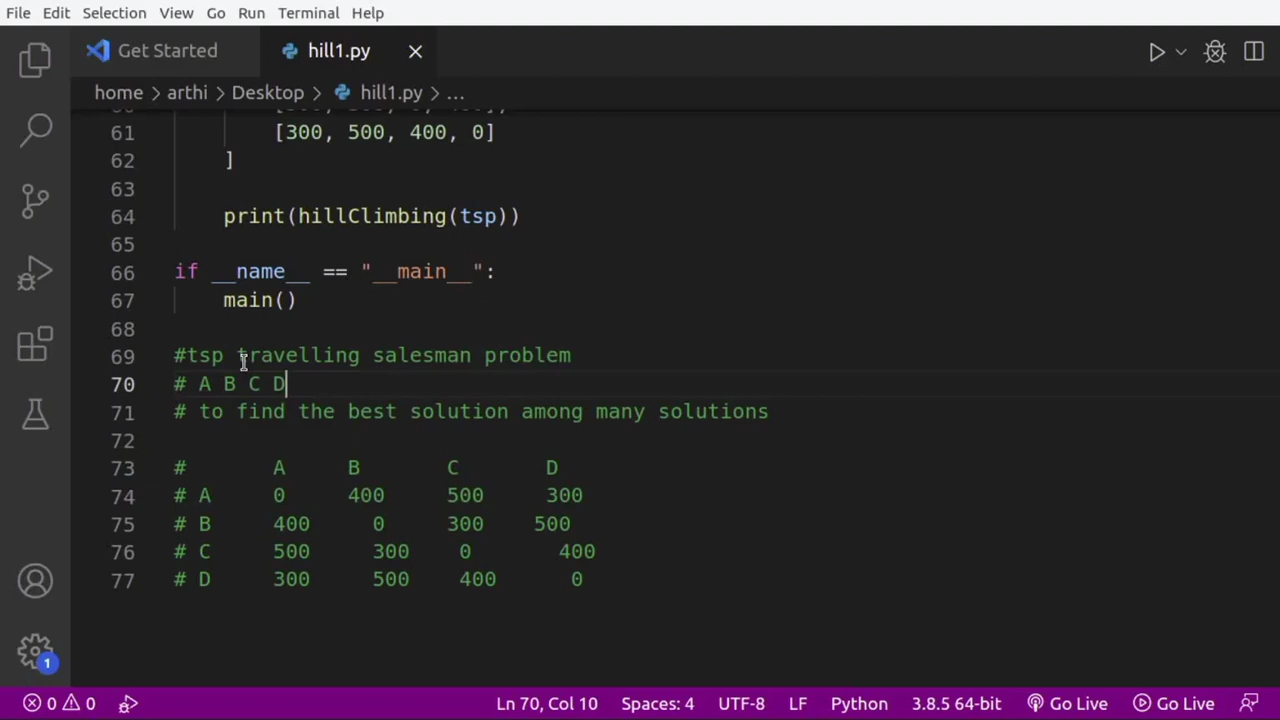 File Edit Selection View Go Run Terminal Help
Get Started hill1.py
home > arthi > Desktop > hill1.py > ...
61 [300, 500, 400, 0]
62 ]
63
64 print(hillClimbing(tsp))
65
66 if __name__ == "__main__":
67 main()
68
69 #tsp travelling salesman problem
70 # A B C D
71 # to find the best solution among many solutions
72
73 # A B C D
74 # A 0 400 500 300
75 # B 400 0 300 500
76 # C 500 300 0 400
77 # D 300 500 400 0
1
0 0 Ln 70, Col 10 Spaces: 4 UTF-8 LF Python 3.8.5 64-bit Go Live Go Live